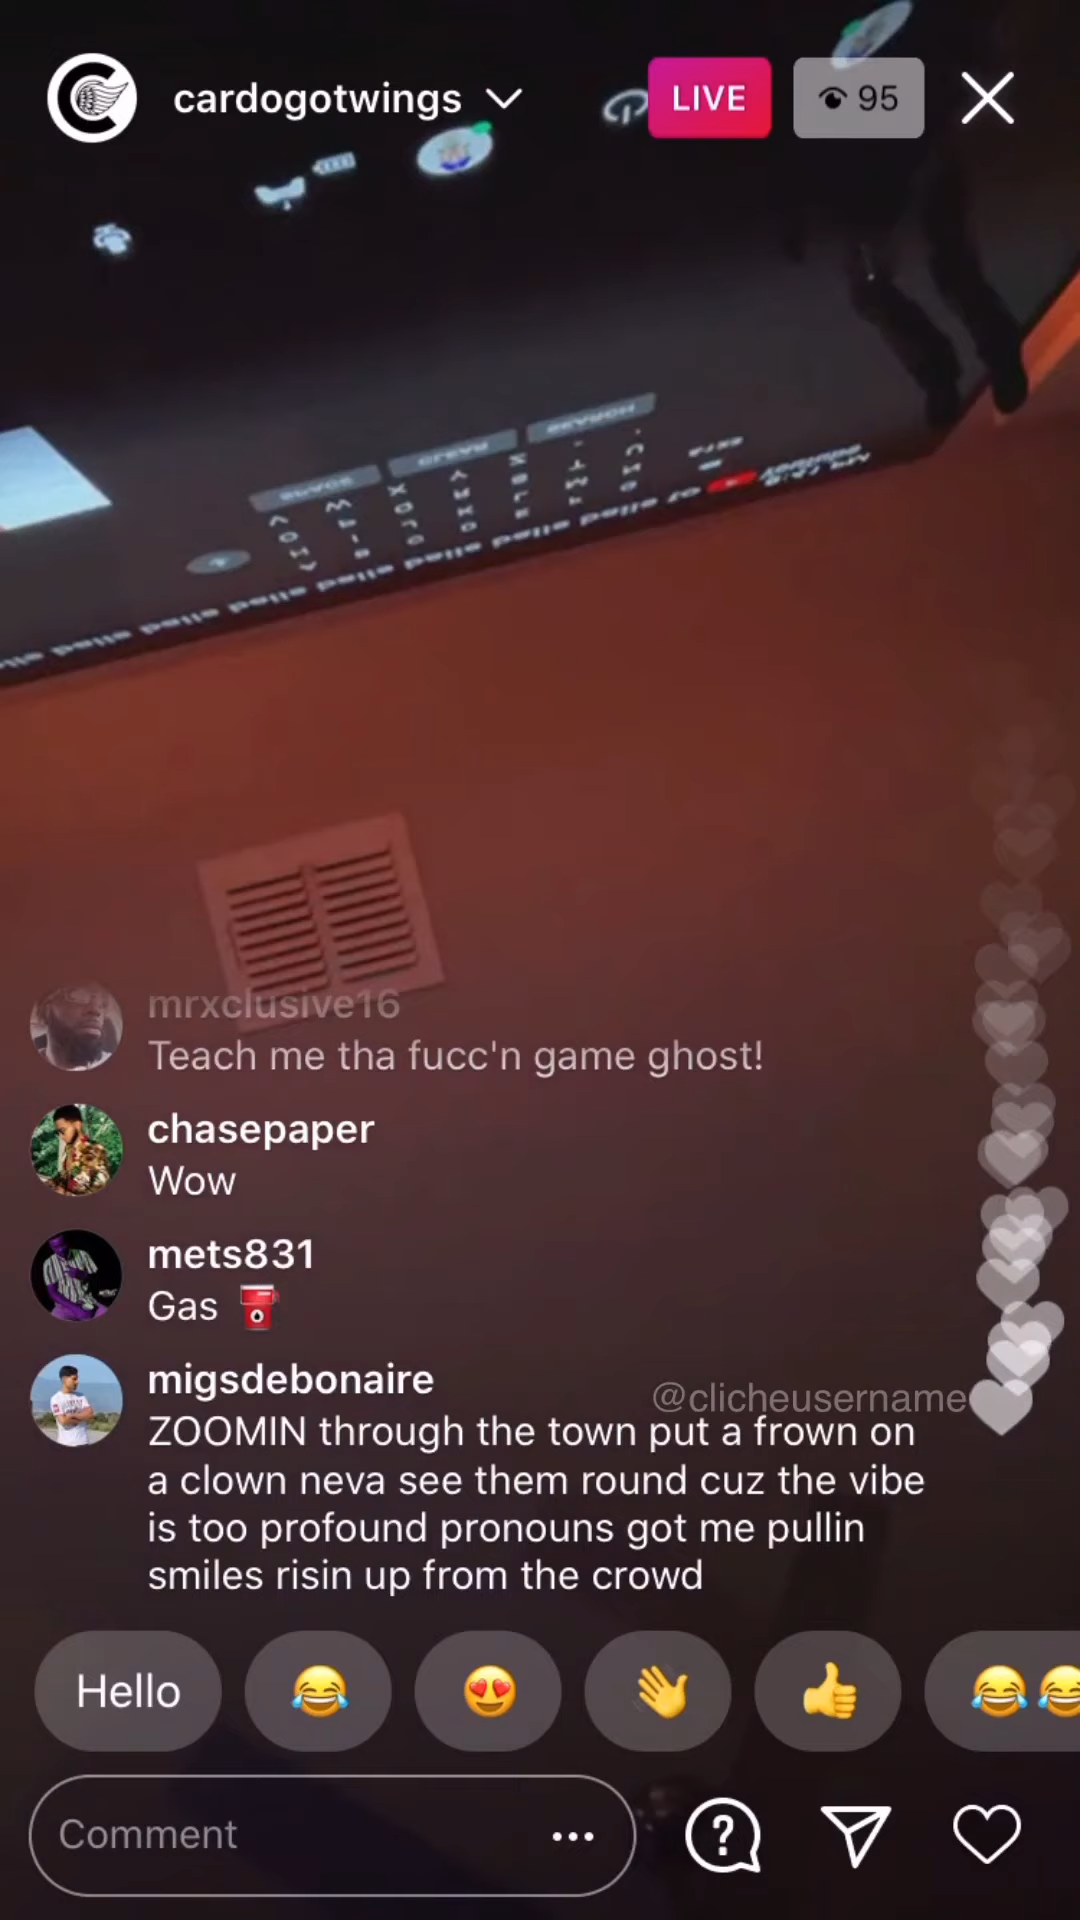 cardogotwings
LIVE
95
mrxclusive16
Teach me tha fucc'n game ghost!
chasepaper
Wow
mets831
Gas
migsdebonaire
@clicheusername
ZOOMIN through the town put a frown on
a clown neva see them round cuz the vibe
is too profound pronouns got me pullin
smiles risin up from the crowd
Hello
Comment